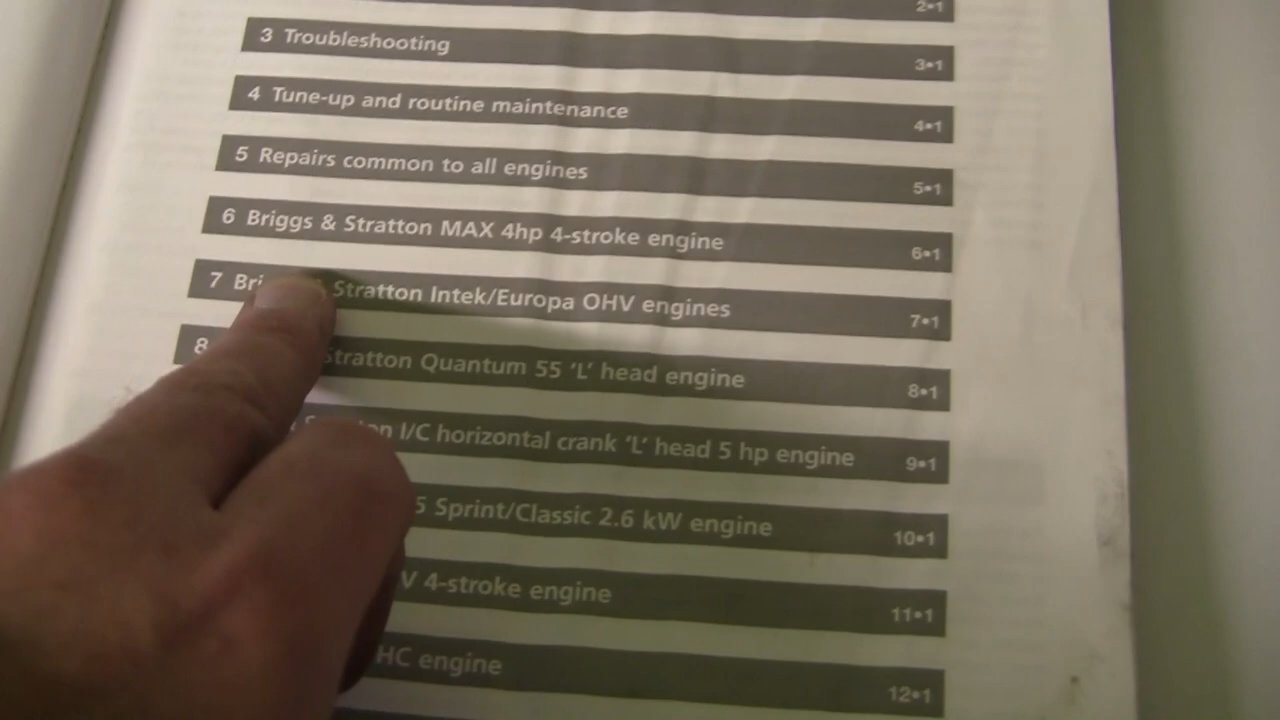 2•1
3 Troubleshooting 3•1
4 Tune-up and routine maintenance 4•1
5 Repairs common to all engines 5•1
6 Briggs & Stratton MAX 4hp 4-stroke engine 6•1
7 Stratton Intek/Europa OHV engines 7•1
8 Stratton Quantum 55 ‘L’ head engine 8•1
I/C horizontal crank ‘L’ head 5 hp engine 9•1
Sprint/Classic 2.6 kW engine 10•1
4-stroke engine 11•1
engine 12•1